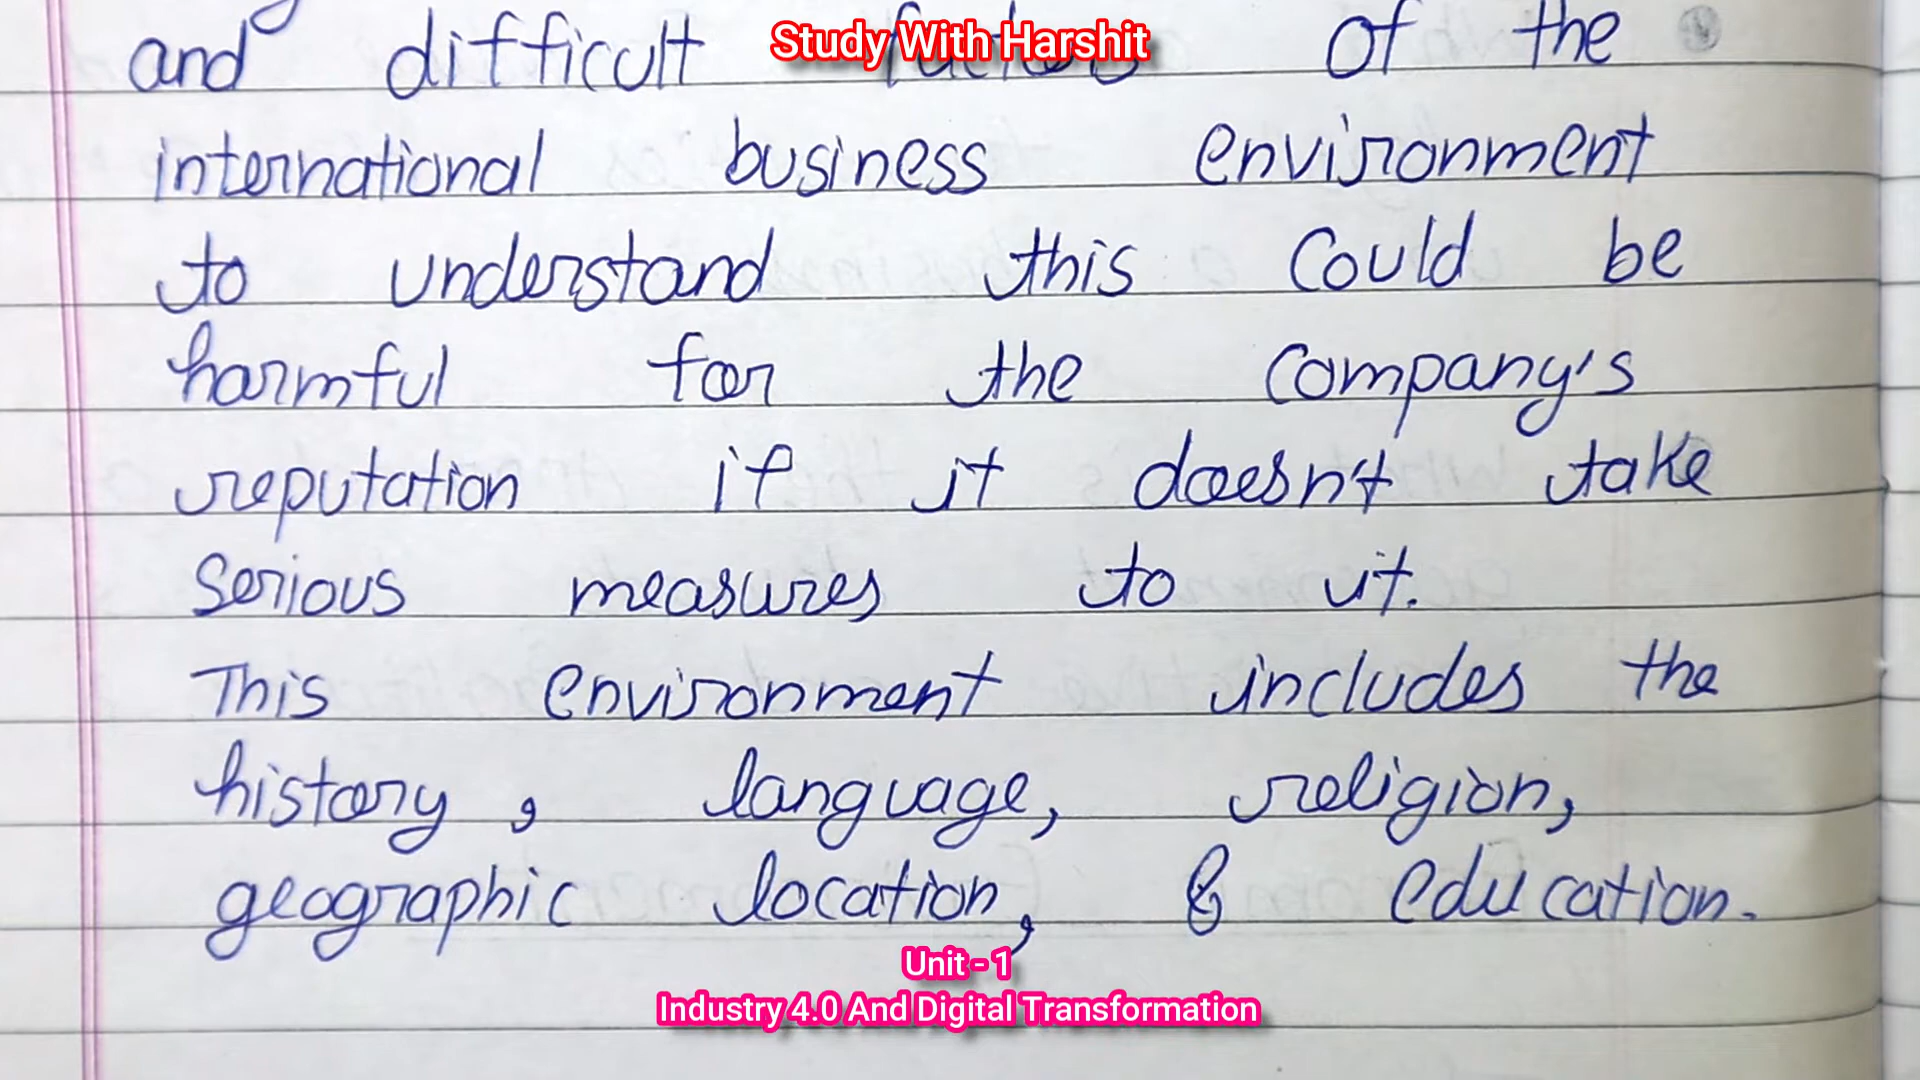 Study With Harshit
and difficult factors of the
international business environment
to understand this could be
harmful for the company's
reputation if it doesn't take
serious measures to it.
This environment includes the
history, language, religion,
geographic location, & education.
Unit - 1
Industry 4.0 And Digital Transformation